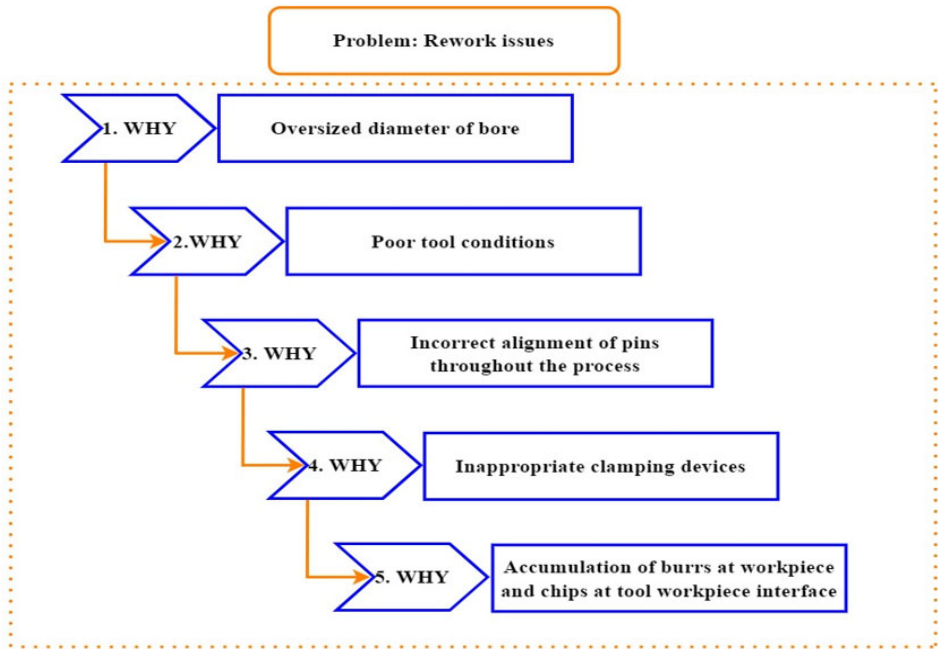 Problem: Rework issues
1. WHY
Oversized diameter of bore
2.WHY
Poor tool conditions
3. WHY
Incorrect alignment of pins
throughout the process
4. WHY
Inappropriate clamping devices
5. WHY
Accumulation of burrs at workpiece
and chips at tool workpiece interface